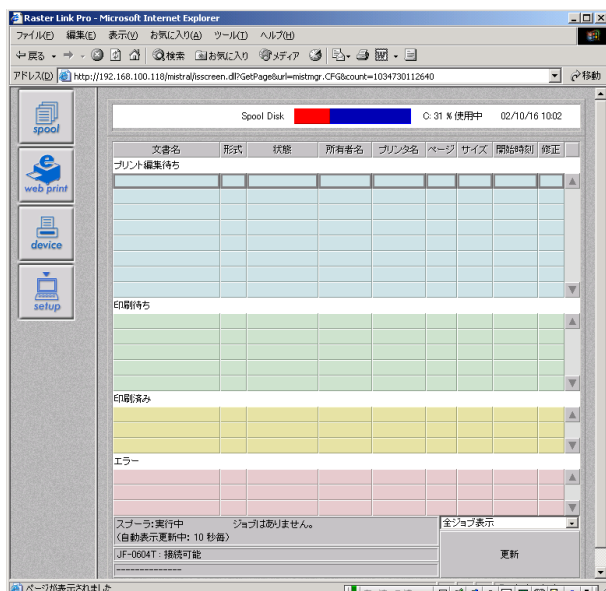 Raster Link Pro - Microsoft Internet Explorer
ファイル(F) 編集(E) 表示(V) お気に入り(A) ツール(T) ヘルプ(H)
戻る 検索 お気に入り メディア
アドレス(D) http://192.168.100.118/mistral/isscreen.dll?GetPage&url=mistmgr.CFG&count=1034730112640 移動
spool
web print
device
setup
Spool Disk C: 31 % 使用中 02/10/16 10:02
文書名 形式 状態 所有者名 プリンタ名 ページ サイズ 開始時刻 修正
プリント編集待ち
印刷待ち
印刷済み
エラー
スプーラ:実行中 ジョブはありません。
(自動表示更新中: 10 秒毎)
JF-0604T : 接続可能
--------------
全ジョブ表示
更新
ページが表示されました